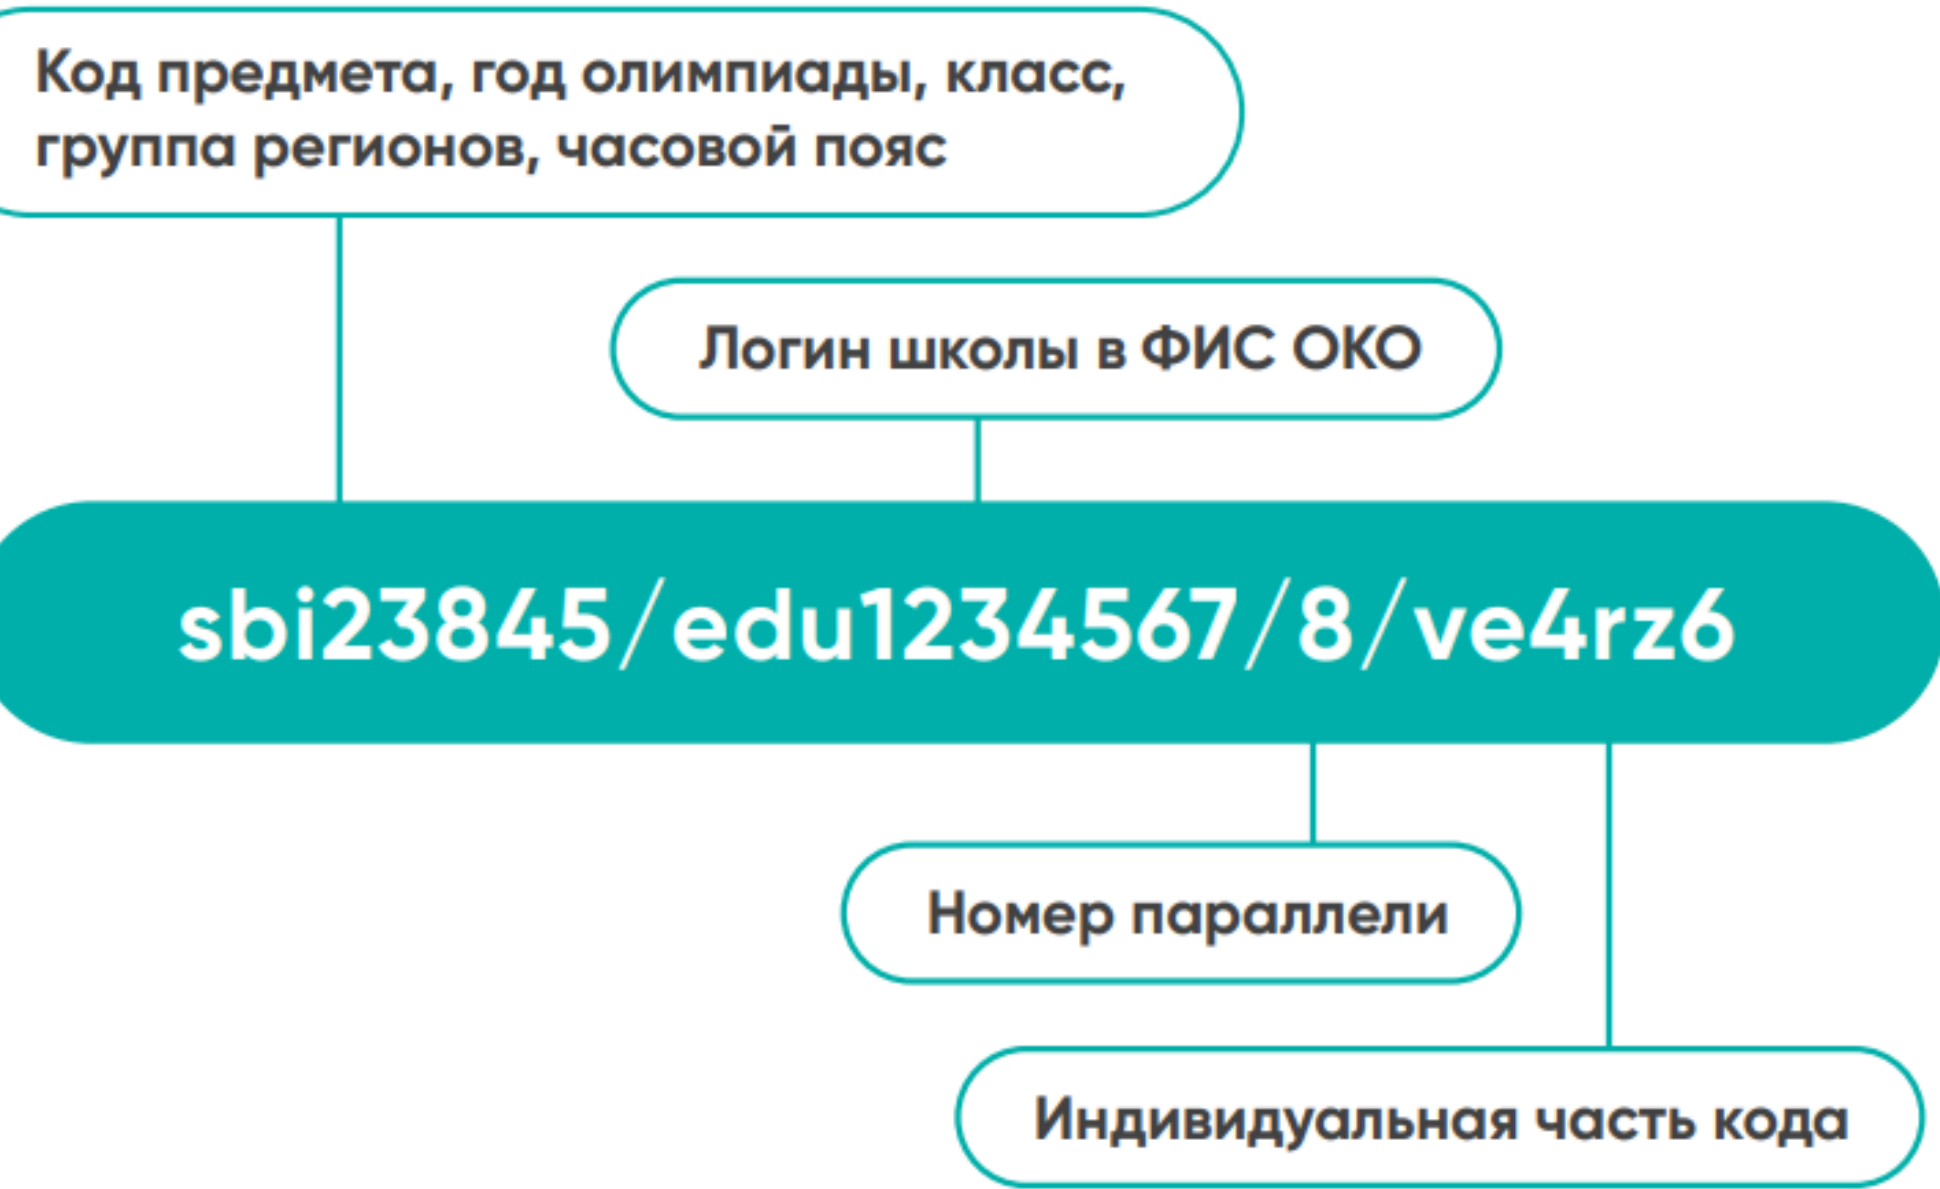 Код предмета, год олимпиады, класс,
группа регионов, часовой пояс
Логин школы в ФИС ОКО
sbi23845/edu1234567/8/ve4rz6
Номер параллели
Индивидуальная часть кода